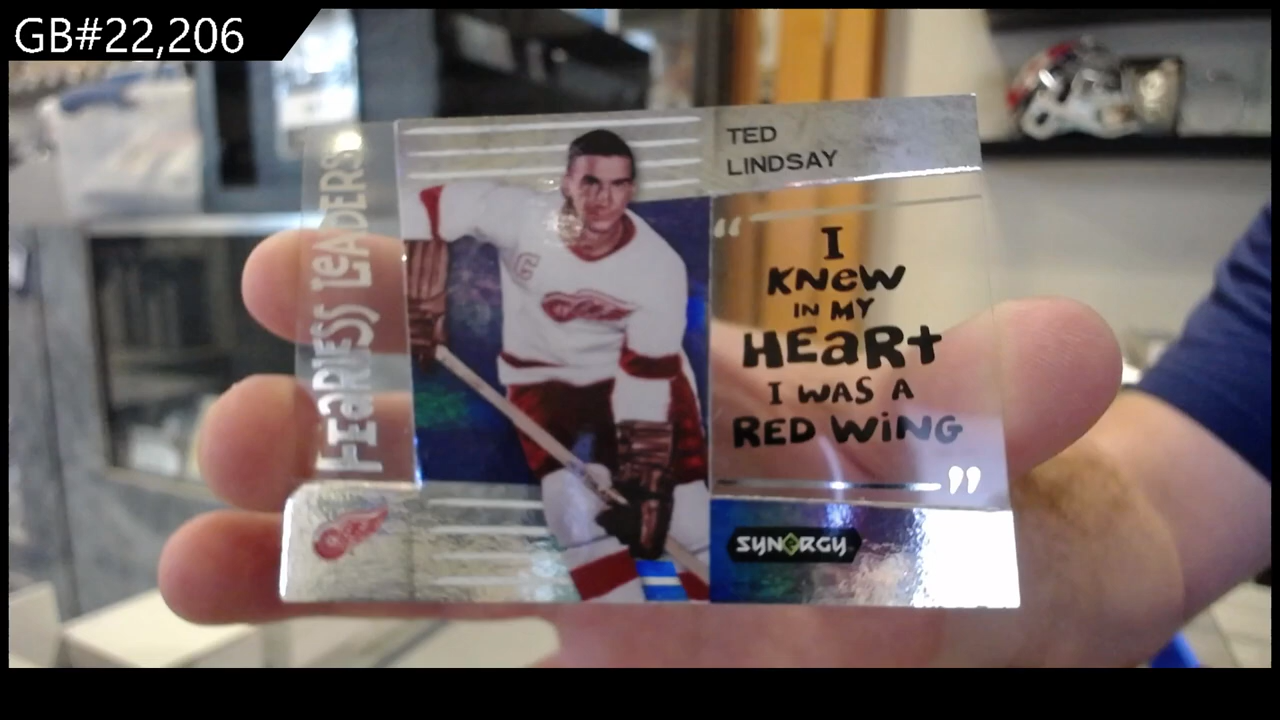 GB#22,206
FEaRLESS LeaDERS
TED
LINDSAY
C
“
I
KNeW
IN MY
HEaRt
I WAS A
RED WiNG
”
SYNERGY